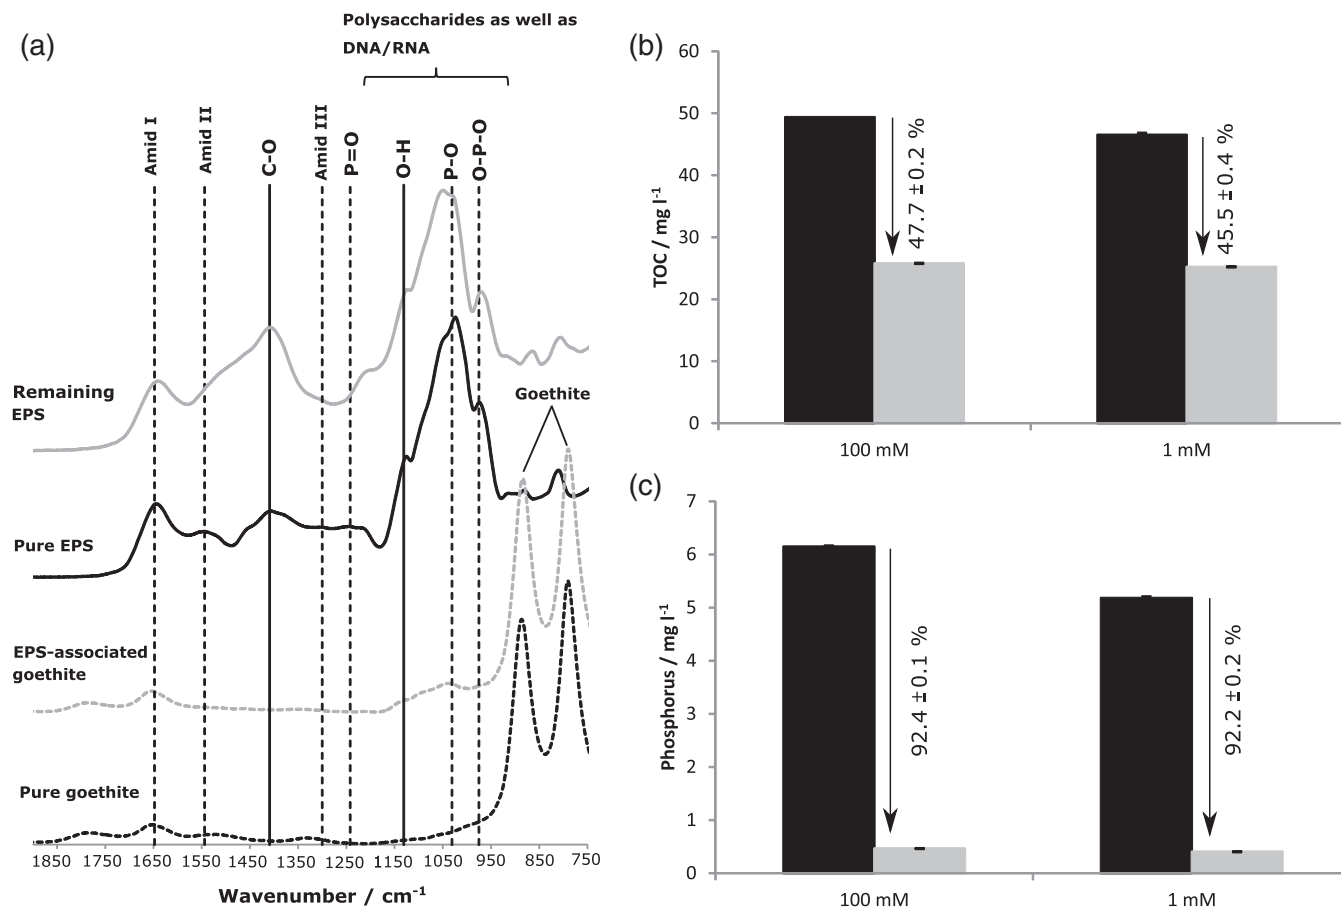 (a)
Polysaccharides as well as
DNA/RNA
Amid I
Amid II
C-O
Amid III
P=O
O-H
P-O
O-P-O
Remaining
EPS
Goethite
Pure EPS
EPS-associated
goethite
Pure goethite
1850 1750 1650 1550 1450 1350 1250 1150 1050 950 850 750
Wavenumber / cm⁻¹
(b)
TOC / mg l⁻¹
60
50
40
30
20
10
0
47.7 ± 0.2 %
45.5 ± 0.4 %
100 mM
1 mM
(c)
Phosphorus / mg l⁻¹
7
6
5
4
3
2
1
0
92.4 ± 0.1 %
92.2 ± 0.2 %
100 mM
1 mM